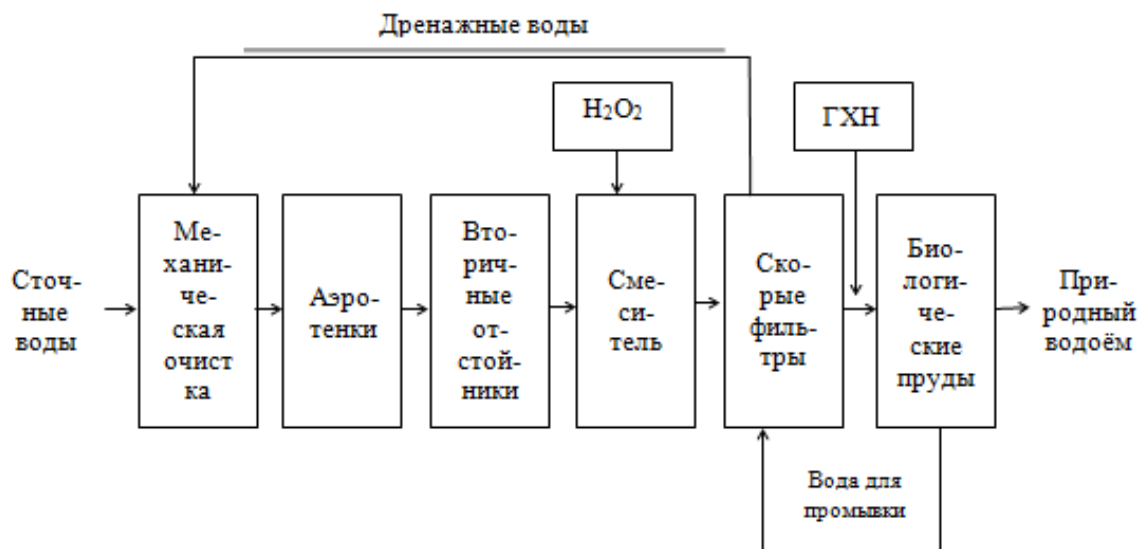 Дренажные воды
H₂O₂
ГХН
Сточ-
ные
воды
Ме-
хани-
че-
ская
очист
ка
Аэро-
тенки
Вто-
рич-
ные
от-
стой-
ники
Сме-
си-
тель
Ско-
рые
филь-
тры
Био-
логи-
че-
ские
пруды
При-
родный
водоём
Вода для
промывки